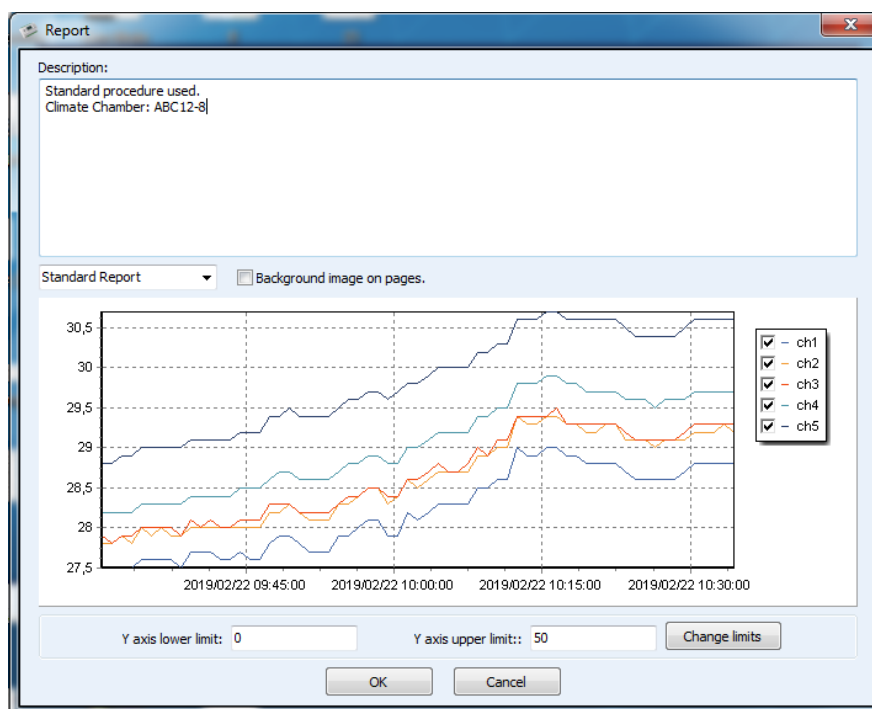 Report
Description:
Standard procedure used.
Climate Chamber: ABC12-8
Standard Report
Background image on pages.
30,5
30
29,5
29
28,5
28
27,5
2019/02/22 09:45:00
2019/02/22 10:00:00
2019/02/22 10:15:00
2019/02/22 10:30:00
ch1
ch2
ch3
ch4
ch5
Y axis lower limit: 0
Y axis upper limit:: 50
Change limits
OK
Cancel